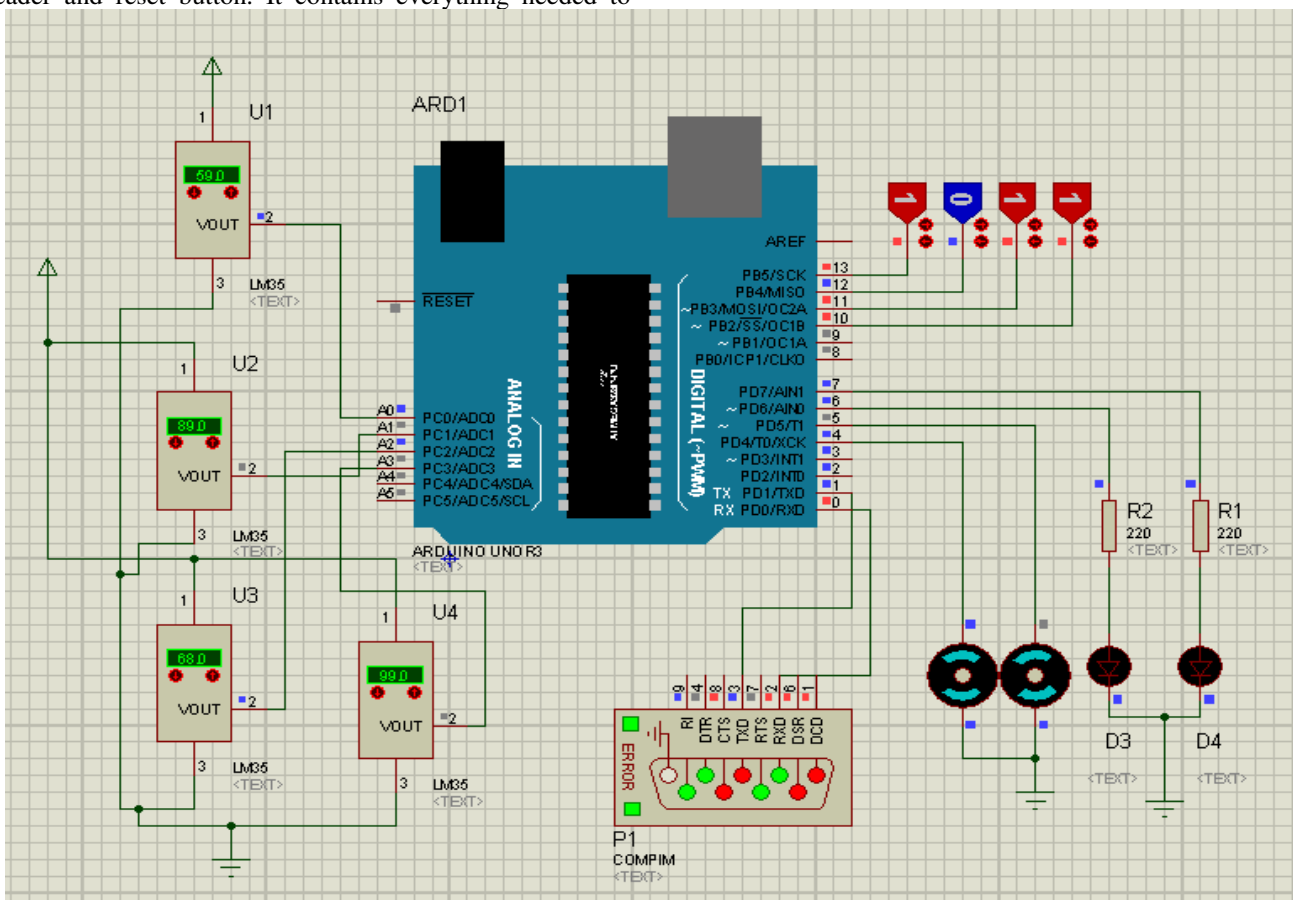 eader and reset button. It contains everything needed to
ARD1
1
U1
59.0
VOUT
2
3
LM35
<TEXT>
1
U2
89.0
VOUT
2
3
LM35
<TEXT>
1
U3
68.0
VOUT
2
3
LM35
<TEXT>
1
U4
99.0
VOUT
2
3
LM35
<TEXT>
RESET
A0
A1
A2
A3
A4
A5
PC0/ADC0
PC1/ADC1
PC2/ADC2
PC3/ADC3
PC4/ADC4/SDA
PC5/ADC5/SCL
ANALOG IN
DIGITAL (~PWM)
AREF
PB5/SCK 13
PB4/MISO 12
~PB3/MOSI/OC2A 11
~ PB2/SS/OC1B 10
~ PB1/OC1A 9
PB0/ICP1/CLKO 8
PD7/AIN1 7
~PD6/AIN0 6
~ PD5/T1 5
PD4/T0/XCK 4
~ PD3/INT1 3
PD2/INT0 2
TX PD1/TXD 1
RX PD0/RXD 0
ARDUINO UNO R3
<TEXT>
1 0 1 1
R2
220
<TEXT>
R1
220
<TEXT>
D3
<TEXT>
D4
<TEXT>
9 4 8 3 7 2 6 1
RI
DTR
CTS
TXD
RTS
RXD
DSR
DCD
ERROR
P1
COMPIM
<TEXT>